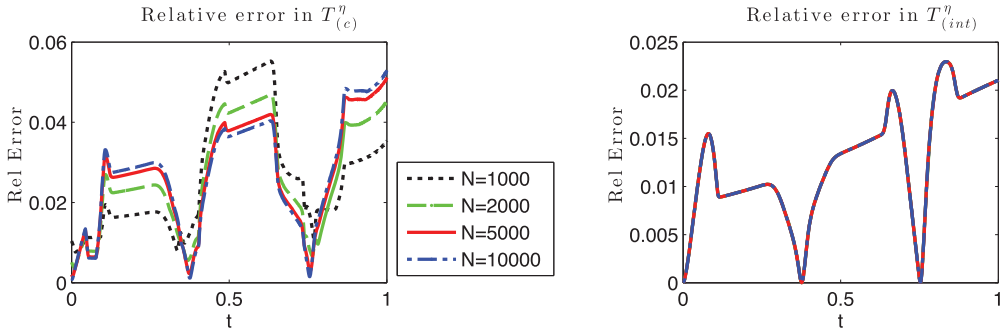 Relative error in $T^{\eta}_{(c)}$
Rel Error
0.06
0.04
0.02
0
0
0.5
1
t
N=1000
N=2000
N=5000
N=10000
Relative error in $T^{\eta}_{(int)}$
Rel Error
0.025
0.02
0.015
0.01
0.005
0
0
0.5
1
t